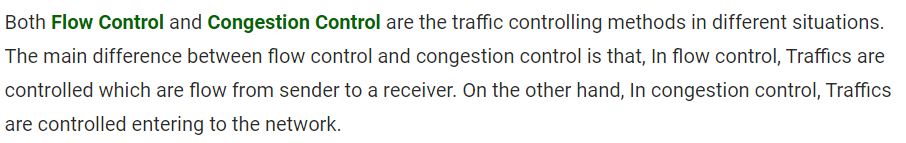 Both Flow Control and Congestion Control are the traffic controlling methods in different situations.
The main difference between flow control and congestion control is that, In flow control, Traffics are
controlled which are flow from sender to a receiver. On the other hand, In congestion control, Traffics
are controlled entering to the network.